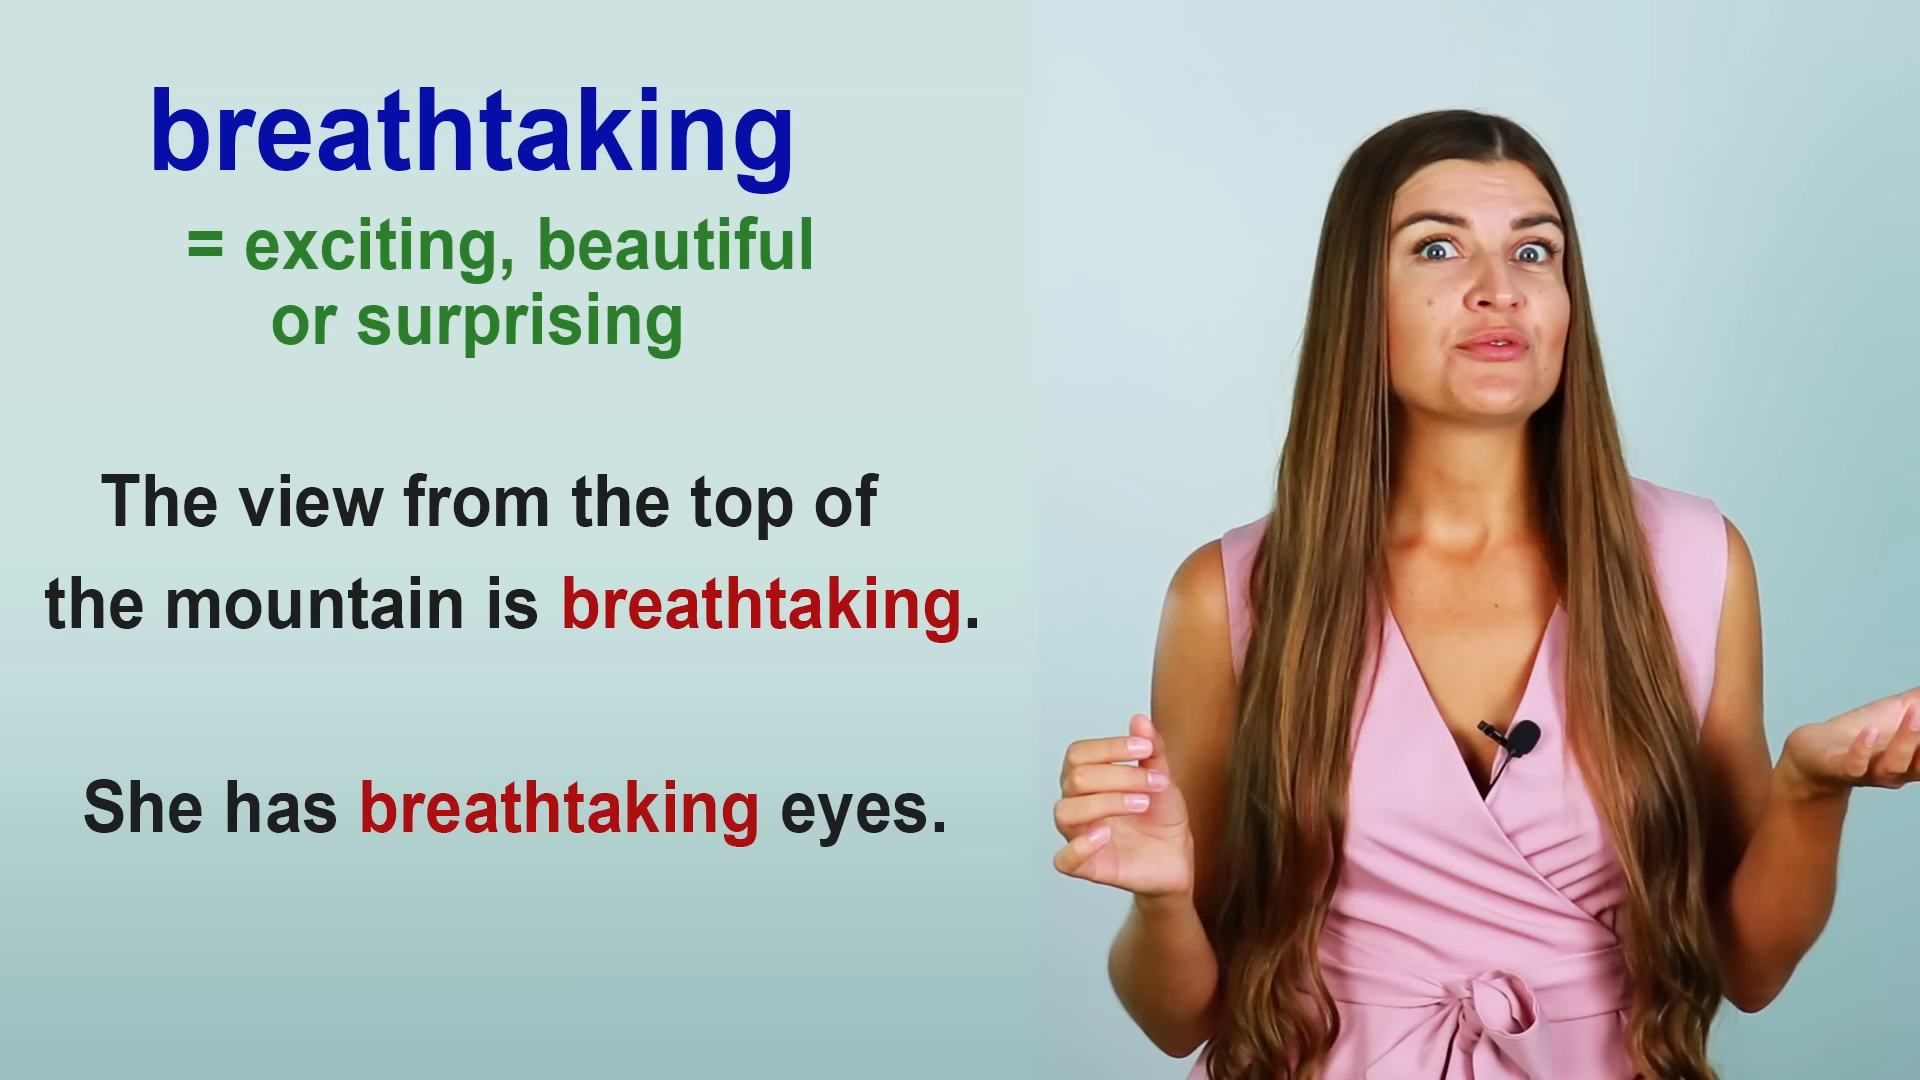 breathtaking
= exciting, beautiful
or surprising
The view from the top of
the mountain is breathtaking.
She has breathtaking eyes.